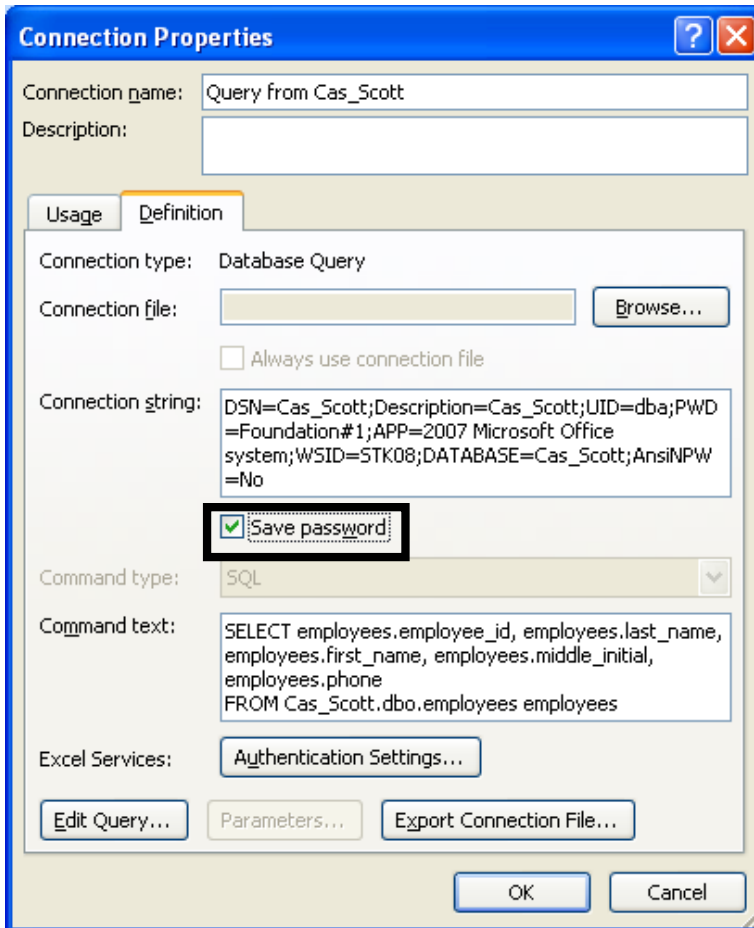 Connection Properties
Connection name: Query from Cas_Scott
Description:
Usage Definition
Connection type: Database Query
Connection file: Browse...
Always use connection file
Connection string: DSN=Cas_Scott;Description=Cas_Scott;UID=dba;PWD
=Foundation#1;APP=2007 Microsoft Office
system;WSID=STK08;DATABASE=Cas_Scott;AnsiNPW
=No
Save password
Command type: SQL
Command text: SELECT employees.employee_id, employees.last_name,
employees.first_name, employees.middle_initial,
employees.phone
FROM Cas_Scott.dbo.employees employees
Excel Services: Authentication Settings...
Edit Query... Parameters... Export Connection File...
OK Cancel